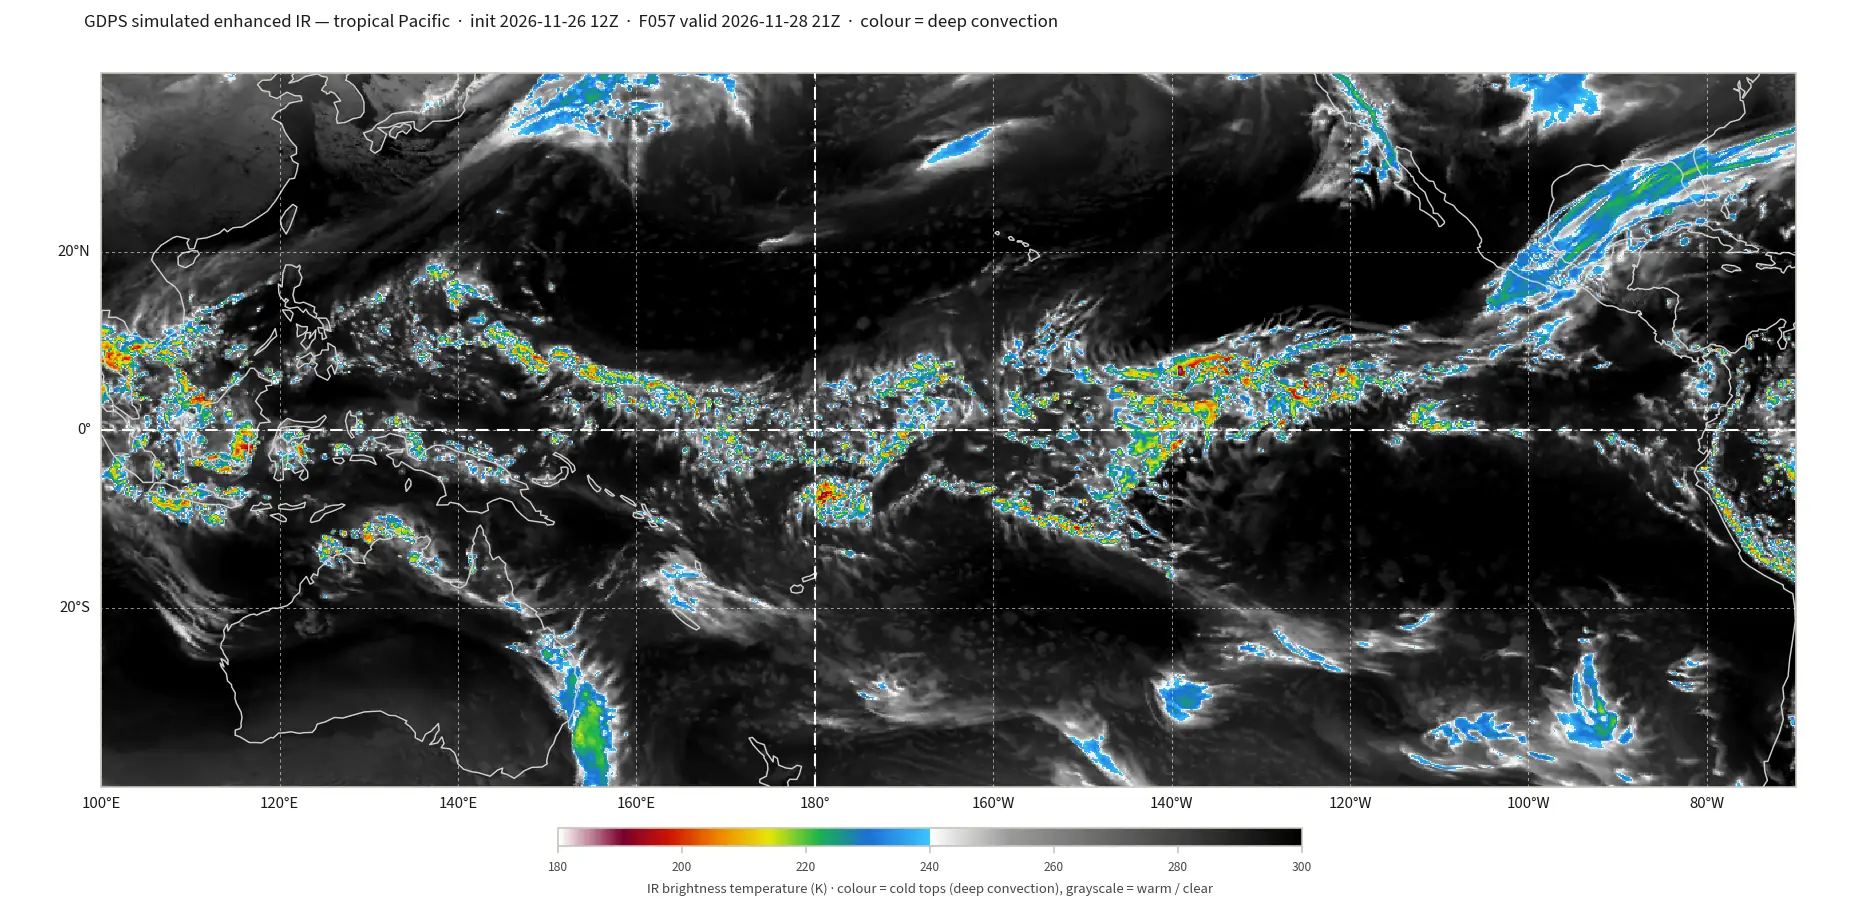 GDPS simulated enhanced IR — tropical Pacific · init 2026-11-26 12Z · F057 valid 2026-11-28 21Z · colour = deep convection
20°N
0°
20°S
100°E 120°E 140°E 160°E 180° 160°W 140°W 120°W 100°W 80°W
180 200 220 240 260 280 300
IR brightness temperature (K) · colour = cold tops (deep convection), grayscale = warm / clear